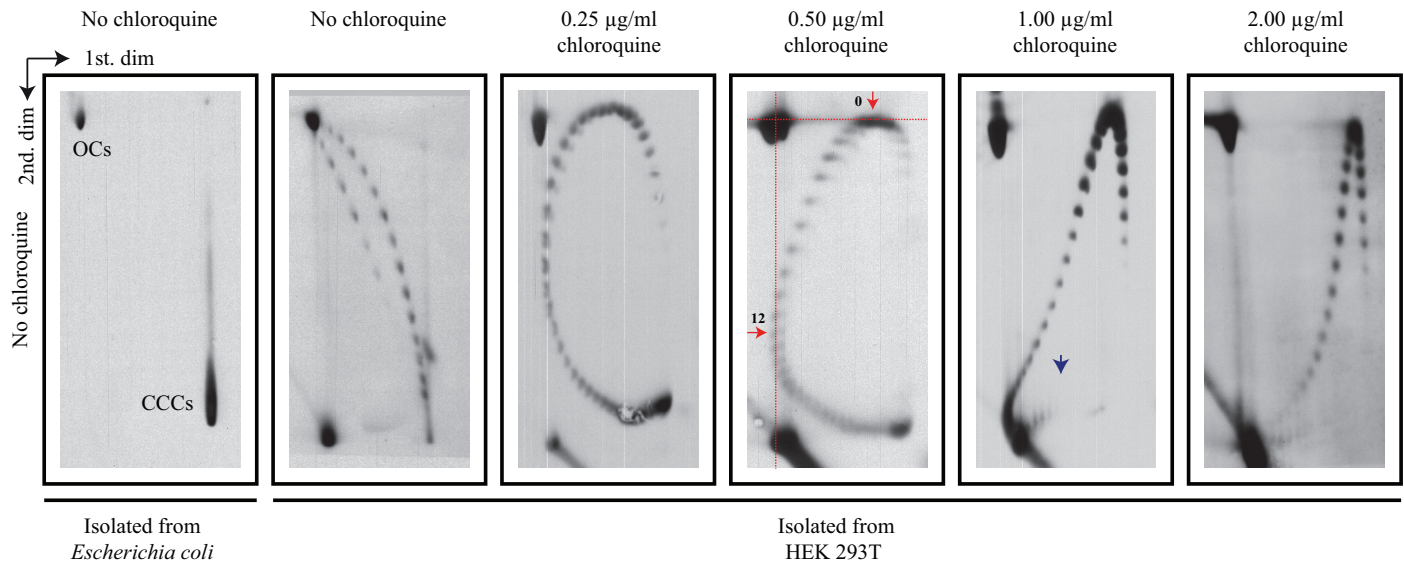 No chloroquine
No chloroquine
0.25 µg/ml
chloroquine
0.50 µg/ml
chloroquine
1.00 µg/ml
chloroquine
2.00 µg/ml
chloroquine
1st. dim
No chloroquine 2nd. dim
OCs
CCCs
0
12
Isolated from
Escherichia coli
Isolated from
HEK 293T